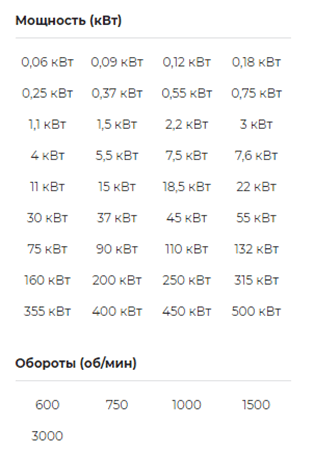 Мощность (кВт)
0,06 кВт 0,09 кВт 0,12 кВт 0,18 кВт
0,25 кВт 0,37 кВт 0,55 кВт 0,75 кВт
1,1 кВт 1,5 кВт 2,2 кВт 3 кВт
4 кВт 5,5 кВт 7,5 кВт 7,6 кВт
11 кВт 15 кВт 18,5 кВт 22 кВт
30 кВт 37 кВт 45 кВт 55 кВт
75 кВт 90 кВт 110 кВт 132 кВт
160 кВт 200 кВт 250 кВт 315 кВт
355 кВт 400 кВт 450 кВт 500 кВт
Обороты (об/мин)
600 750 1000 1500
3000